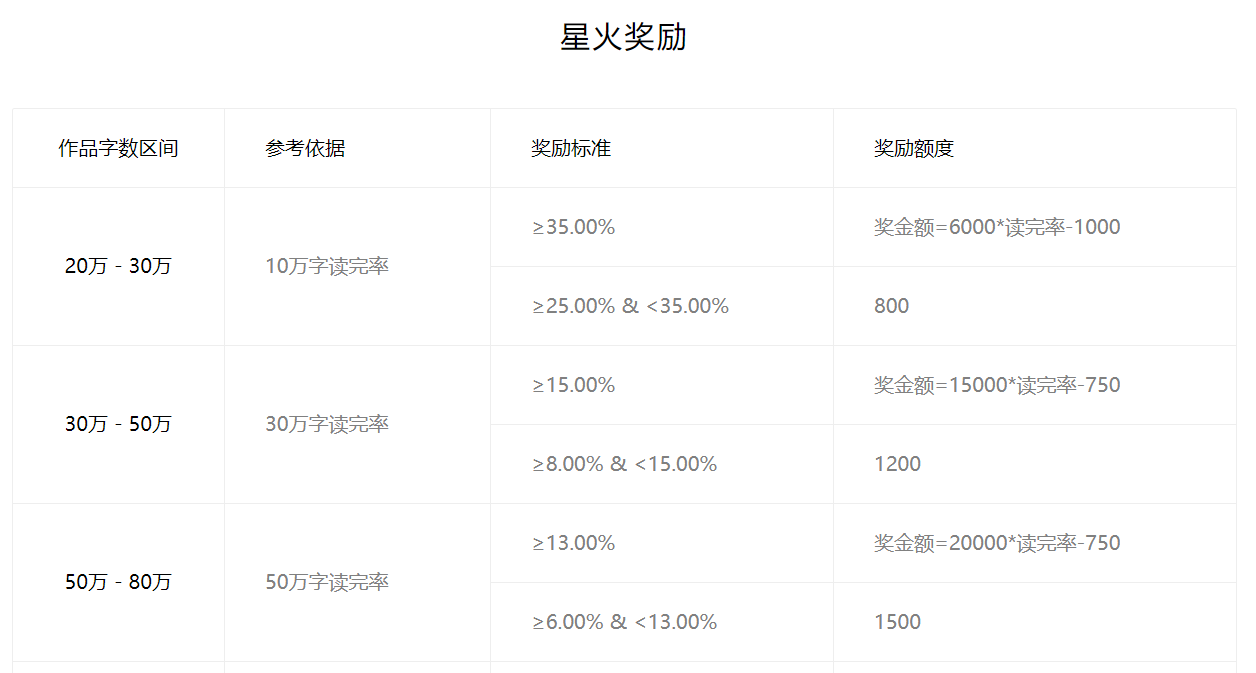 星火奖励
作品字数区间 参考依据 奖励标准 奖励额度
20万 - 30万 10万字读完率 ≥35.00% 奖金额=6000*读完率-1000
≥25.00% & <35.00% 800
30万 - 50万 30万字读完率 ≥15.00% 奖金额=15000*读完率-750
≥8.00% & <15.00% 1200
50万 - 80万 50万字读完率 ≥13.00% 奖金额=20000*读完率-750
≥6.00% & <13.00% 1500